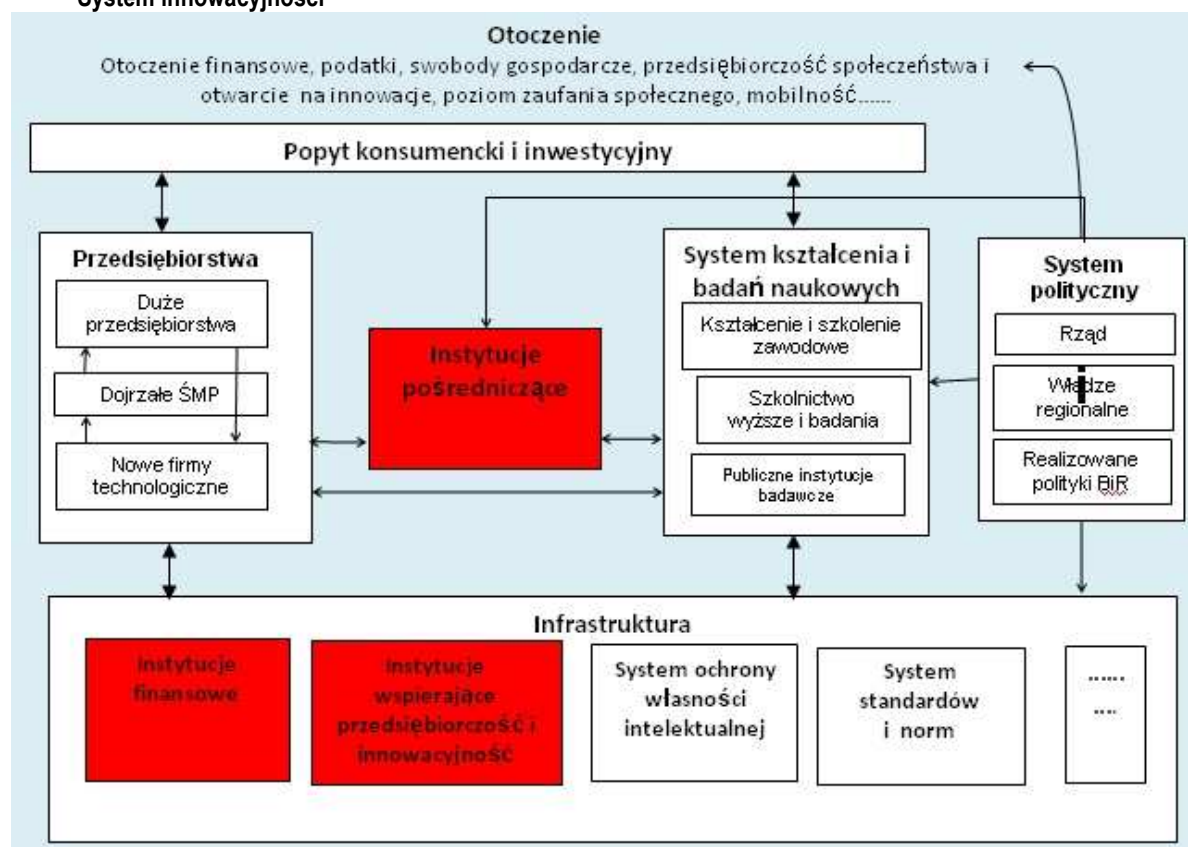 System innowacyjności
Otoczenie
Otoczenie finansowe, podatki, swobody gospodarcze, przedsiębiorczość społeczeństwa i
otwarcie na innowacje, poziom zaufania społecznego, mobilność......
Popyt konsumencki i inwestycyjny
Przedsiębiorstwa
Duże
przedsiębiorstwa
Dojrzałe ŚMP
Nowe firmy
technologiczne
Instytucje
pośredniczące
System kształcenia i
badań naukowych
Kształcenie i szkolenie
zawodowe
Szkolnictwo
wyższe i badania
Publiczne instytucje
badawcze
System
polityczny
Rząd
Władze
regionalne
Realizowane
polityki BiR
Infrastruktura
Instytucje
finansowe
Instytucje
wspierające
przedsiębiorczość i
innowacyjność
System ochrony
własności
intelektualnej
System
standardów
i norm
......
....